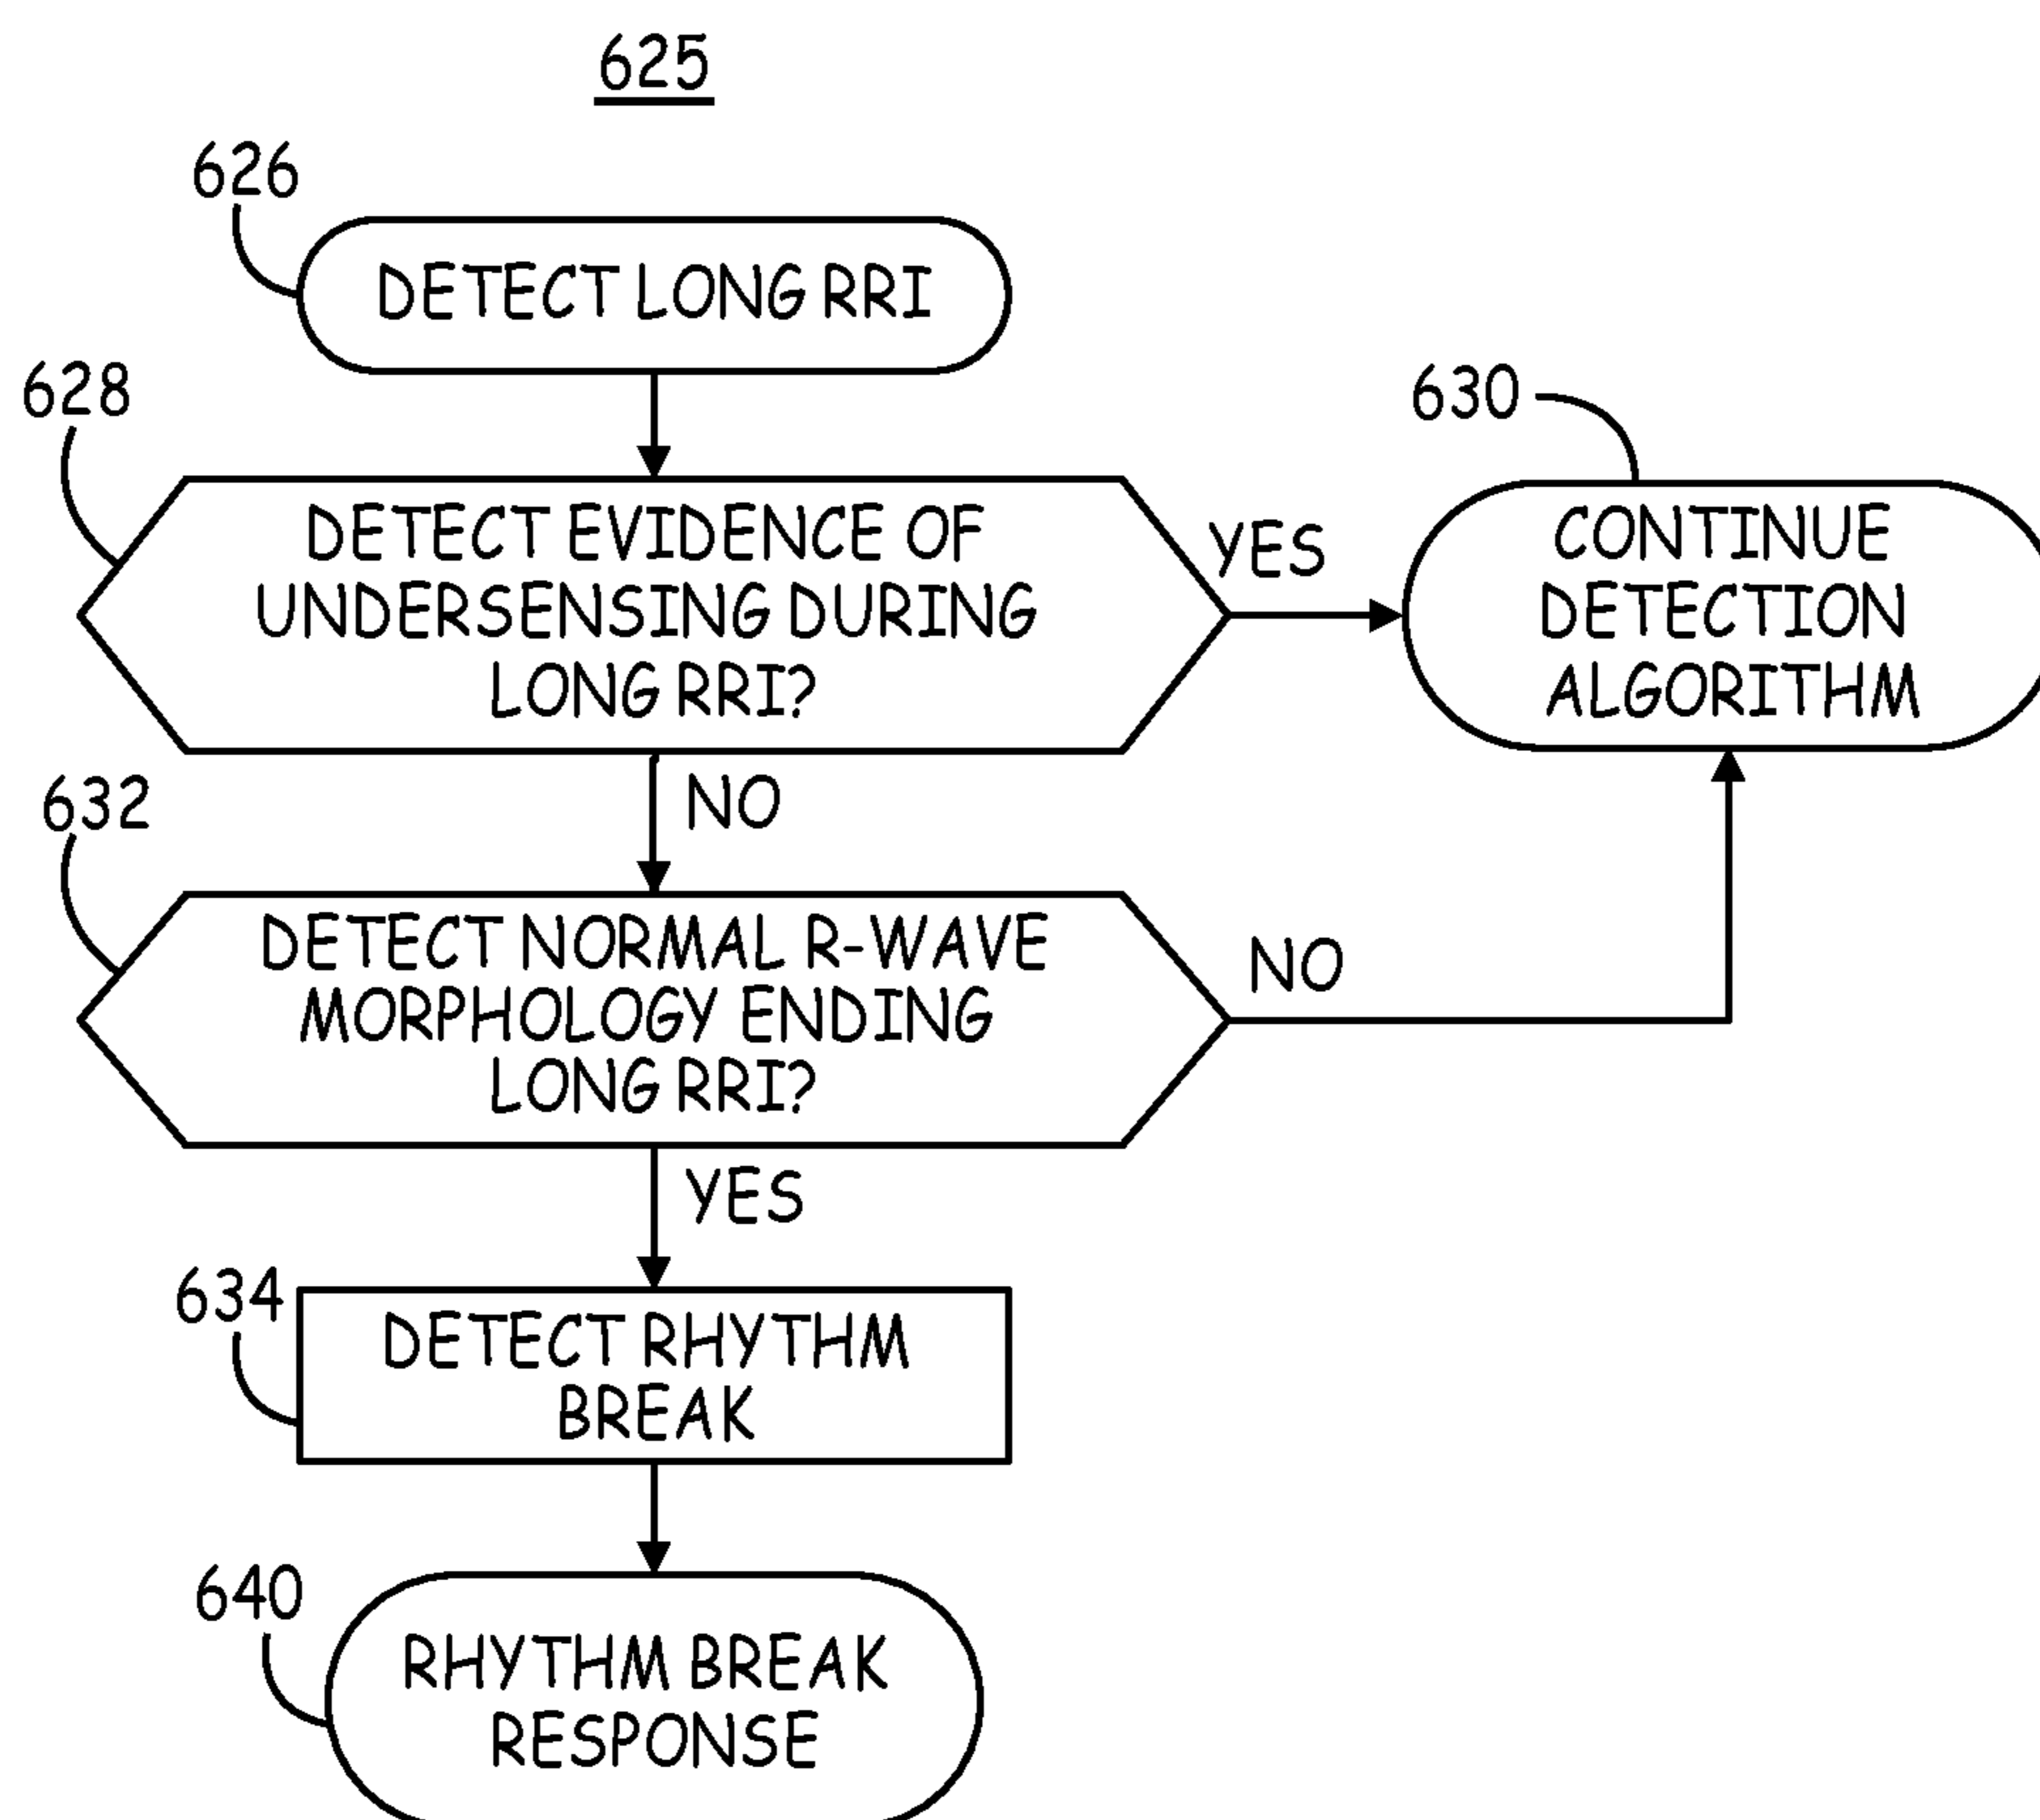 625
626
DETECT LONG RRI
628
DETECT EVIDENCE OF
UNDERSENSING DURING
LONG RRI?
YES
630
CONTINUE
DETECTION
ALGORITHM
NO
632
DETECT NORMAL R-WAVE
MORPHOLOGY ENDING
LONG RRI?
NO
YES
634
DETECT RHYTHM
BREAK
640
RHYTHM BREAK
RESPONSE